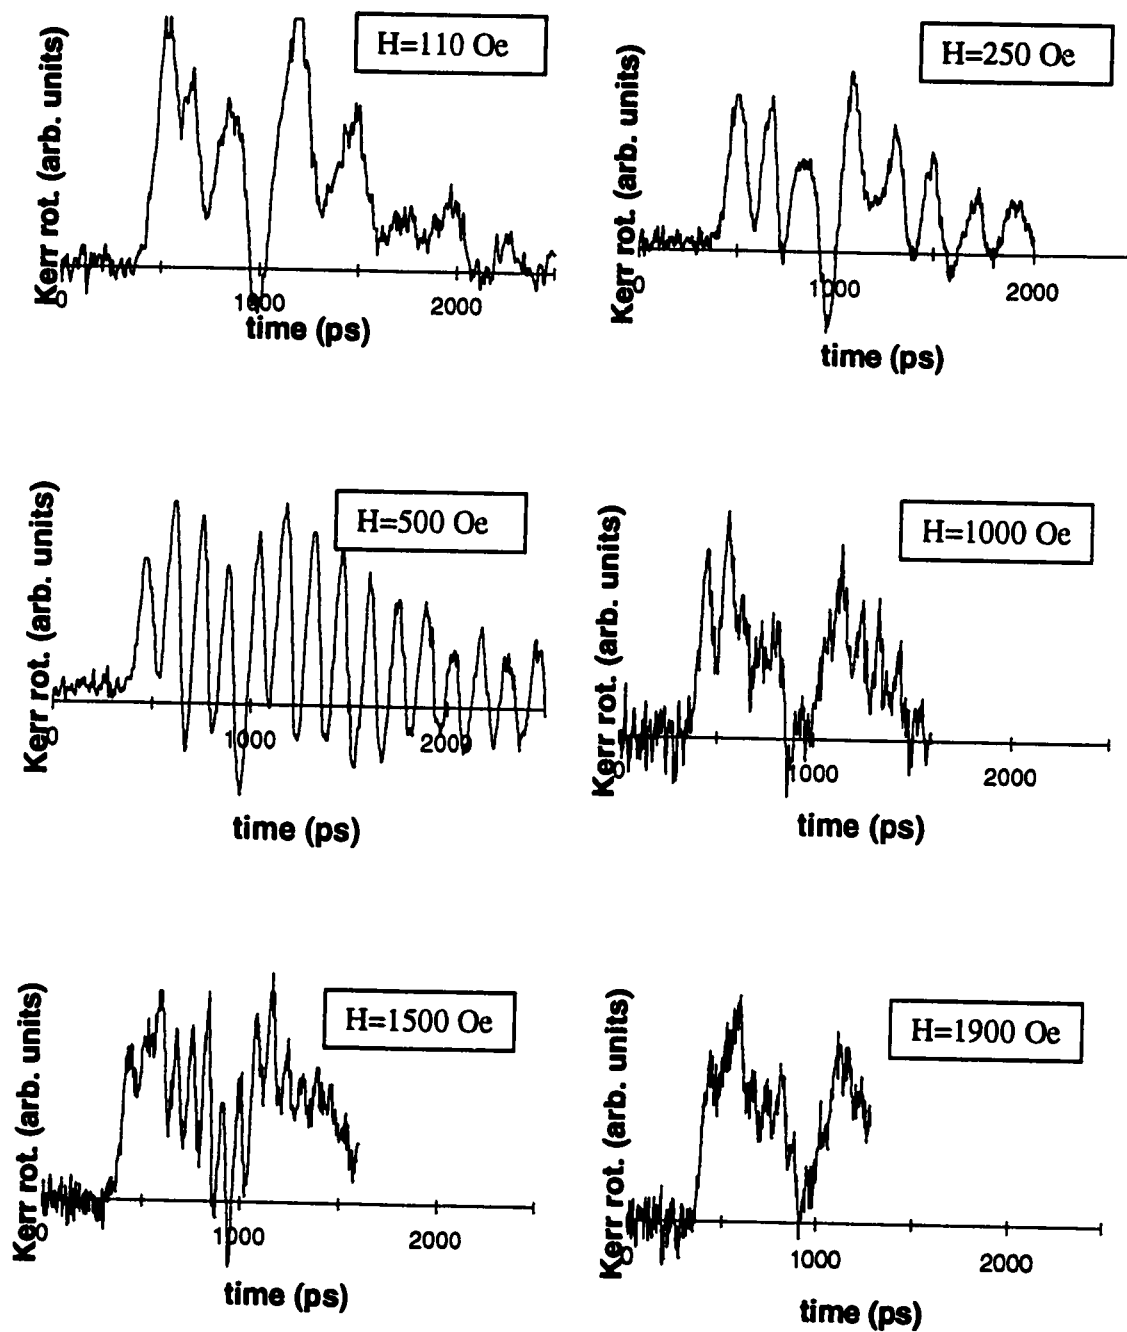 H=110 Oe
Kerr rot. (arb. units)
0 1000 2000
time (ps)
H=250 Oe
Kerr rot. (arb. units)
0 1000 2000
time (ps)
H=500 Oe
Kerr rot. (arb. units)
0 1000 2000
time (ps)
H=1000 Oe
Kerr rot. (arb. units)
0 1000 2000
time (ps)
H=1500 Oe
Kerr rot. (arb. units)
0 1000 2000
time (ps)
H=1900 Oe
Kerr rot. (arb. units)
0 1000 2000
time (ps)